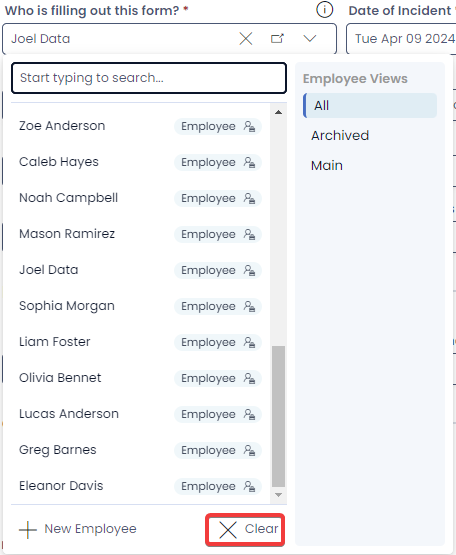 Who is filling out this form? *
Date of Incident
Joel Data
Tue Apr 09 2024
Start typing to search...
Employee Views
All
Archived
Main
Zoe Anderson Employee
Caleb Hayes Employee
Noah Campbell Employee
Mason Ramirez Employee
Joel Data Employee
Sophia Morgan Employee
Liam Foster Employee
Olivia Bennet Employee
Lucas Anderson Employee
Greg Barnes Employee
Eleanor Davis Employee
New Employee
Clear